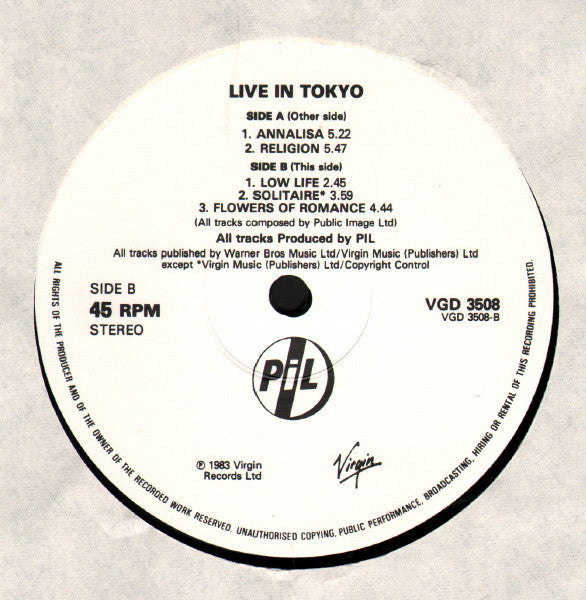 LIVE IN TOKYO
SIDE A (Other side)
1. ANNALISA 5.22
2. RELIGION 5.47
SIDE B (This side)
1. LOW LIFE 2.45
2. SOLITAIRE* 3.59
3. FLOWERS OF ROMANCE 4.44
(All tracks composed by Public Image Ltd)
All tracks Produced by PIL
All tracks published by Warner Bros Music Ltd/Virgin Music (Publishers) Ltd
except *Virgin Music (Publishers) Ltd/Copyright Control
SIDE B
45 RPM
STEREO
VGD 3508
VGD 3508-B
PiL
℗ 1983 Virgin
Records Ltd
Virgin
ALL RIGHTS OF THE PRODUCER AND OF THE OWNER OF THE RECORDED WORK RESERVED. UNAUTHORISED COPYING, PUBLIC PERFORMANCE, BROADCASTING, HIRING OR RENTAL OF THIS RECORDING PROHIBITED.